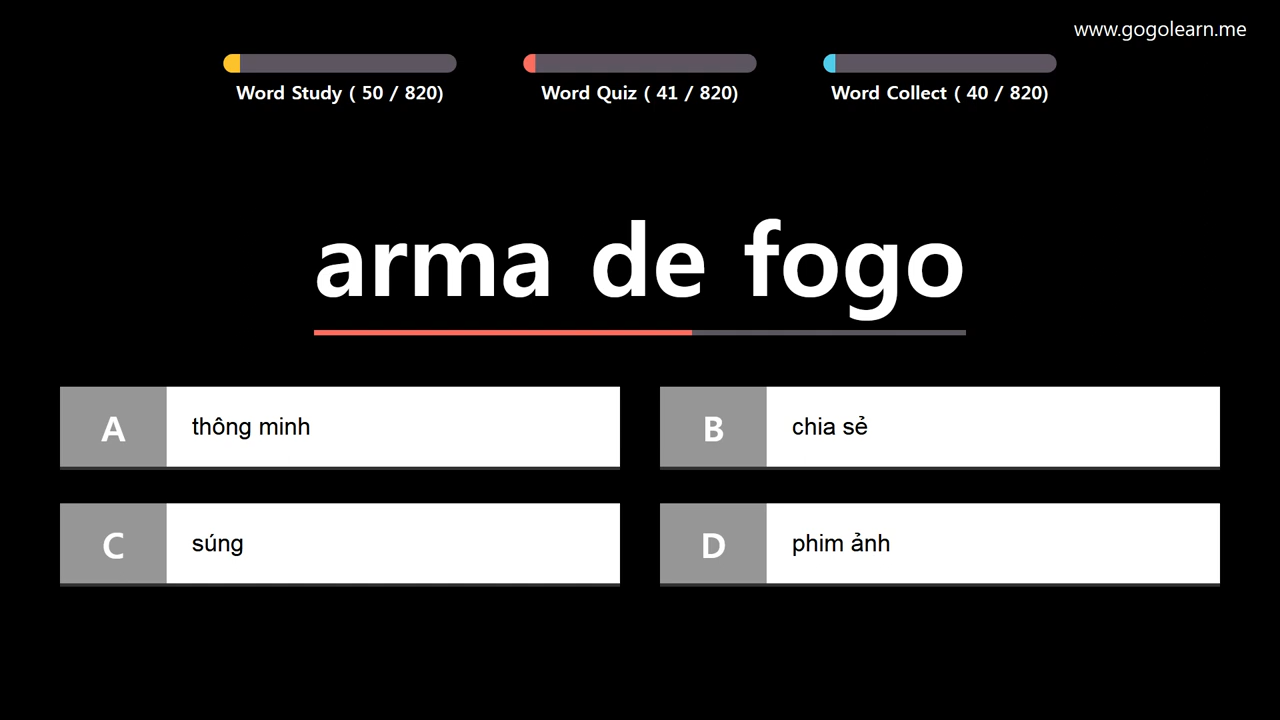 www.gogolearn.me
Word Study ( 50 / 820)
Word Quiz ( 41 / 820)
Word Collect ( 40 / 820)
arma de fogo
A thông minh
B chia sẻ
C súng
D phim ảnh